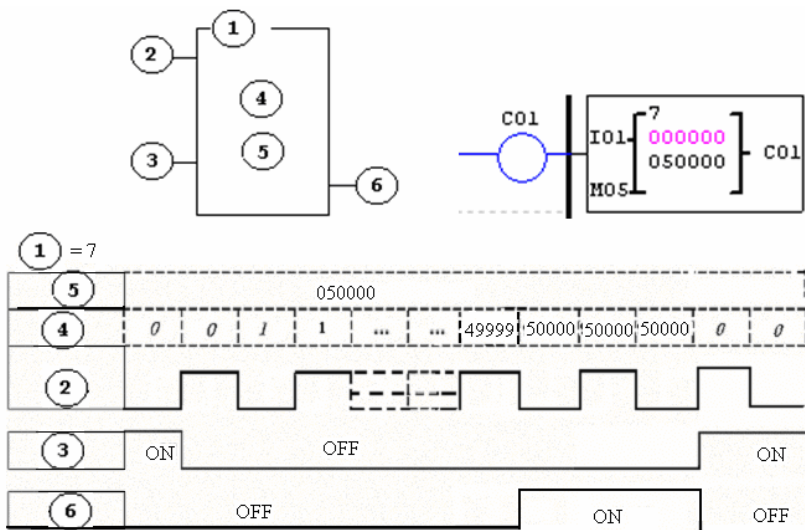 1
2
4
3
5
6
C01
7
I01
000000
050000
C01
M05
1 = 7
5 050000
4 0 0 1 1 ... ... 49999 50000 50000 50000 0 0
2
3 ON OFF ON
6 OFF ON OFF